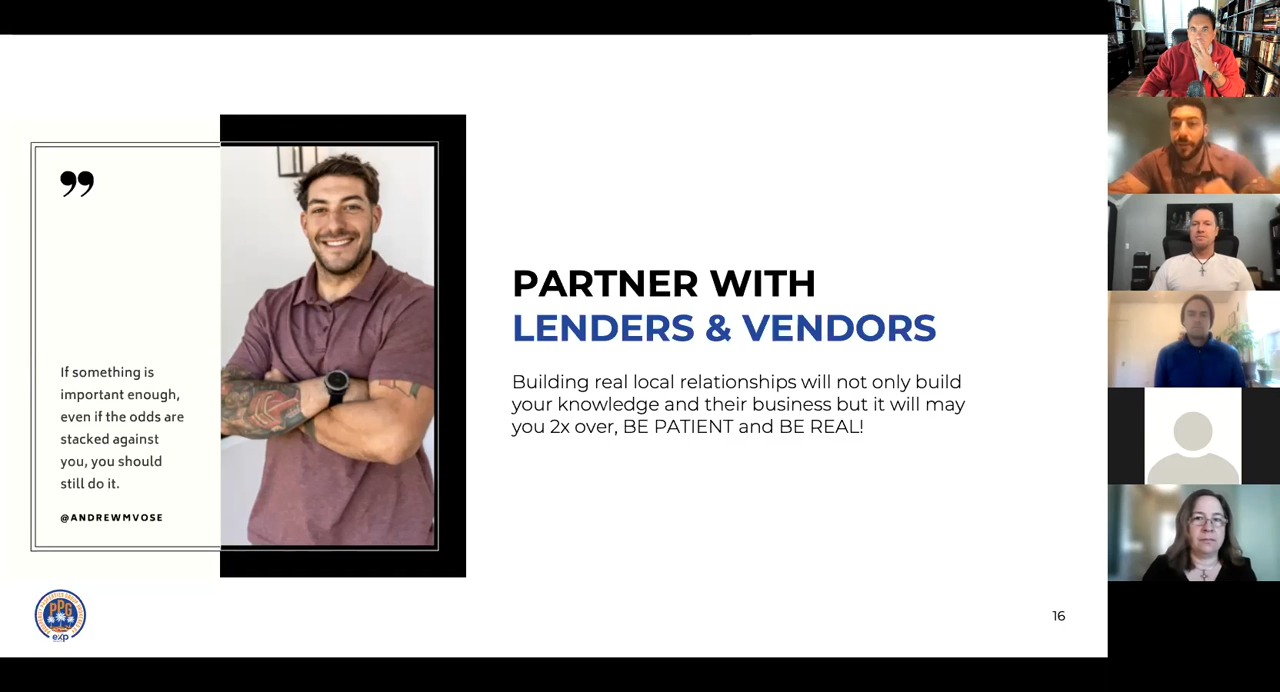 ”
If something is
important enough,
even if the odds are
stacked against
you, you should
still do it.
@ANDREWMVOSE
PARTNER WITH
LENDERS & VENDORS
Building real local relationships will not only build
your knowledge and their business but it will may
you 2x over, BE PATIENT and BE REAL!
PPG
exp
16